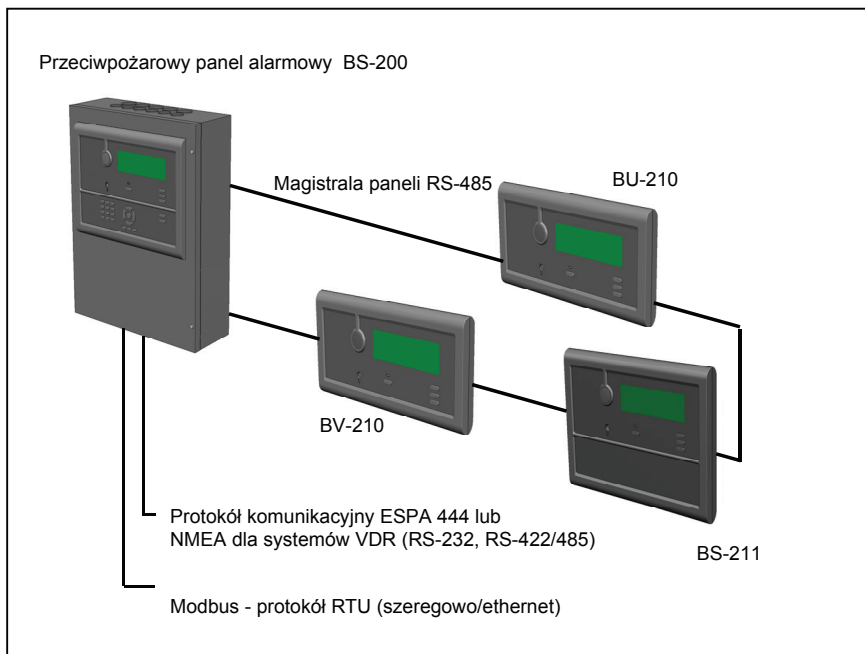 Przeciwpożarowy panel alarmowy BS-200
Magistrala paneli RS-485
BU-210
BV-210
BS-211
Protokół komunikacyjny ESPA 444 lub
NMEA dla systemów VDR (RS-232, RS-422/485)
Modbus - protokół RTU (szeregowo/ethernet)